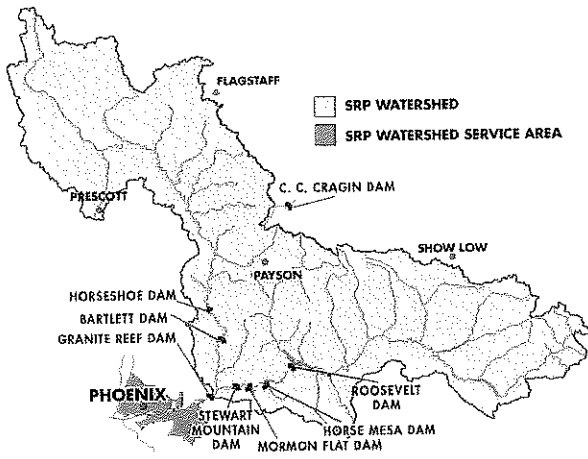 FLAGSTAFF
SRP WATERSHED
SRP WATERSHED SERVICE AREA
C. C. CRAGIN DAM
PRESCOTT
SHOW LOW
PAYSON
HORSESHOE DAM
BARTLETT DAM
GRANITE REEF DAM
PHOENIX
ROOSEVELT
DAM
STEWART
MOUNTAIN
DAM
HORSE MESA DAM
MORMON FLAT DAM